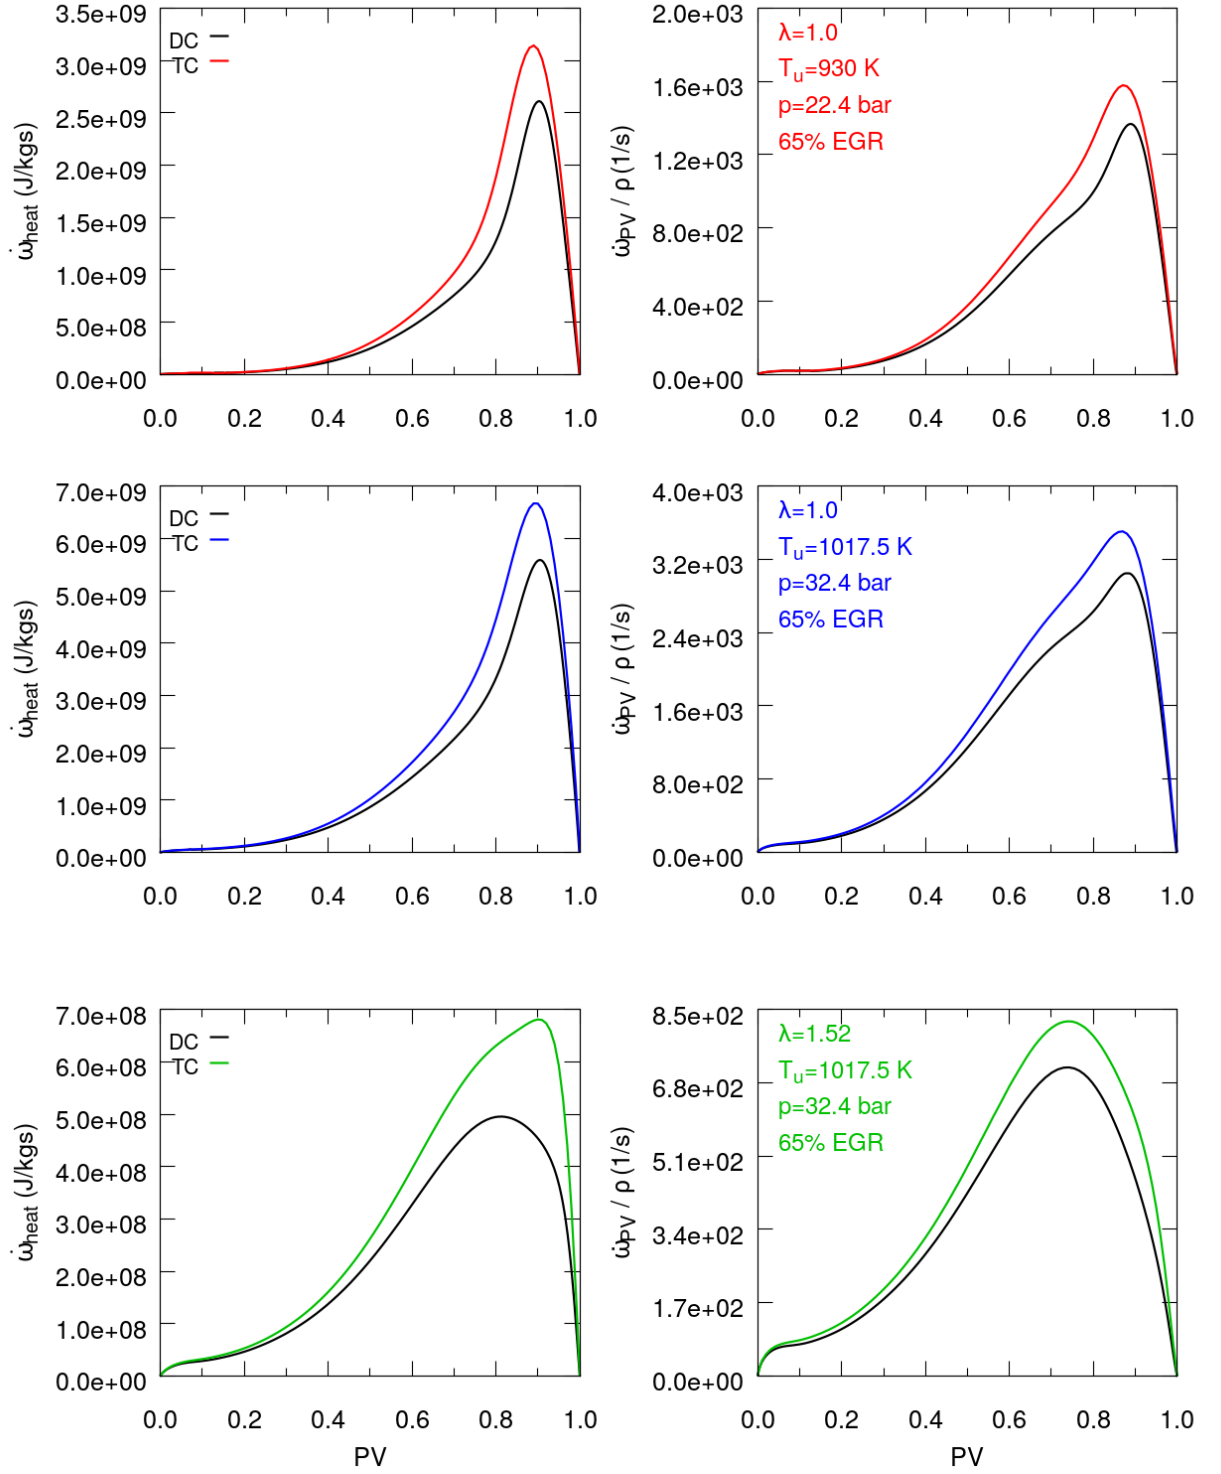 3.5e+09
3.0e+09
2.5e+09
2.0e+09
1.5e+09
1.0e+09
5.0e+08
0.0e+00
ω̇heat (J/kgs)
DC
TC
0.0 0.2 0.4 0.6 0.8 1.0
2.0e+03
1.6e+03
1.2e+03
8.0e+02
4.0e+02
0.0e+00
ω̇PV / ρ (1/s)
λ=1.0
Tu=930 K
p=22.4 bar
65% EGR
0.0 0.2 0.4 0.6 0.8 1.0
7.0e+09
6.0e+09
5.0e+09
4.0e+09
3.0e+09
2.0e+09
1.0e+09
0.0e+00
ω̇heat (J/kgs)
DC
TC
0.0 0.2 0.4 0.6 0.8 1.0
4.0e+03
3.2e+03
2.4e+03
1.6e+03
8.0e+02
0.0e+00
ω̇PV / ρ (1/s)
λ=1.0
Tu=1017.5 K
p=32.4 bar
65% EGR
0.0 0.2 0.4 0.6 0.8 1.0
7.0e+08
6.0e+08
5.0e+08
4.0e+08
3.0e+08
2.0e+08
1.0e+08
0.0e+00
ω̇heat (J/kgs)
DC
TC
0.0 0.2 0.4 0.6 0.8 1.0
PV
8.5e+02
6.8e+02
5.1e+02
3.4e+02
1.7e+02
0.0e+00
ω̇PV / ρ (1/s)
λ=1.52
Tu=1017.5 K
p=32.4 bar
65% EGR
0.0 0.2 0.4 0.6 0.8 1.0
PV